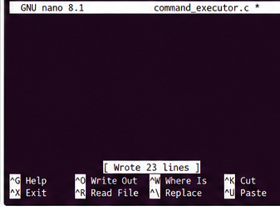 GNU nano 8.1 command_executor.c *
[ Wrote 23 lines ]
^G Help ^O Write Out ^W Where Is ^K Cut
^X Exit ^R Read File ^\ Replace ^U Paste